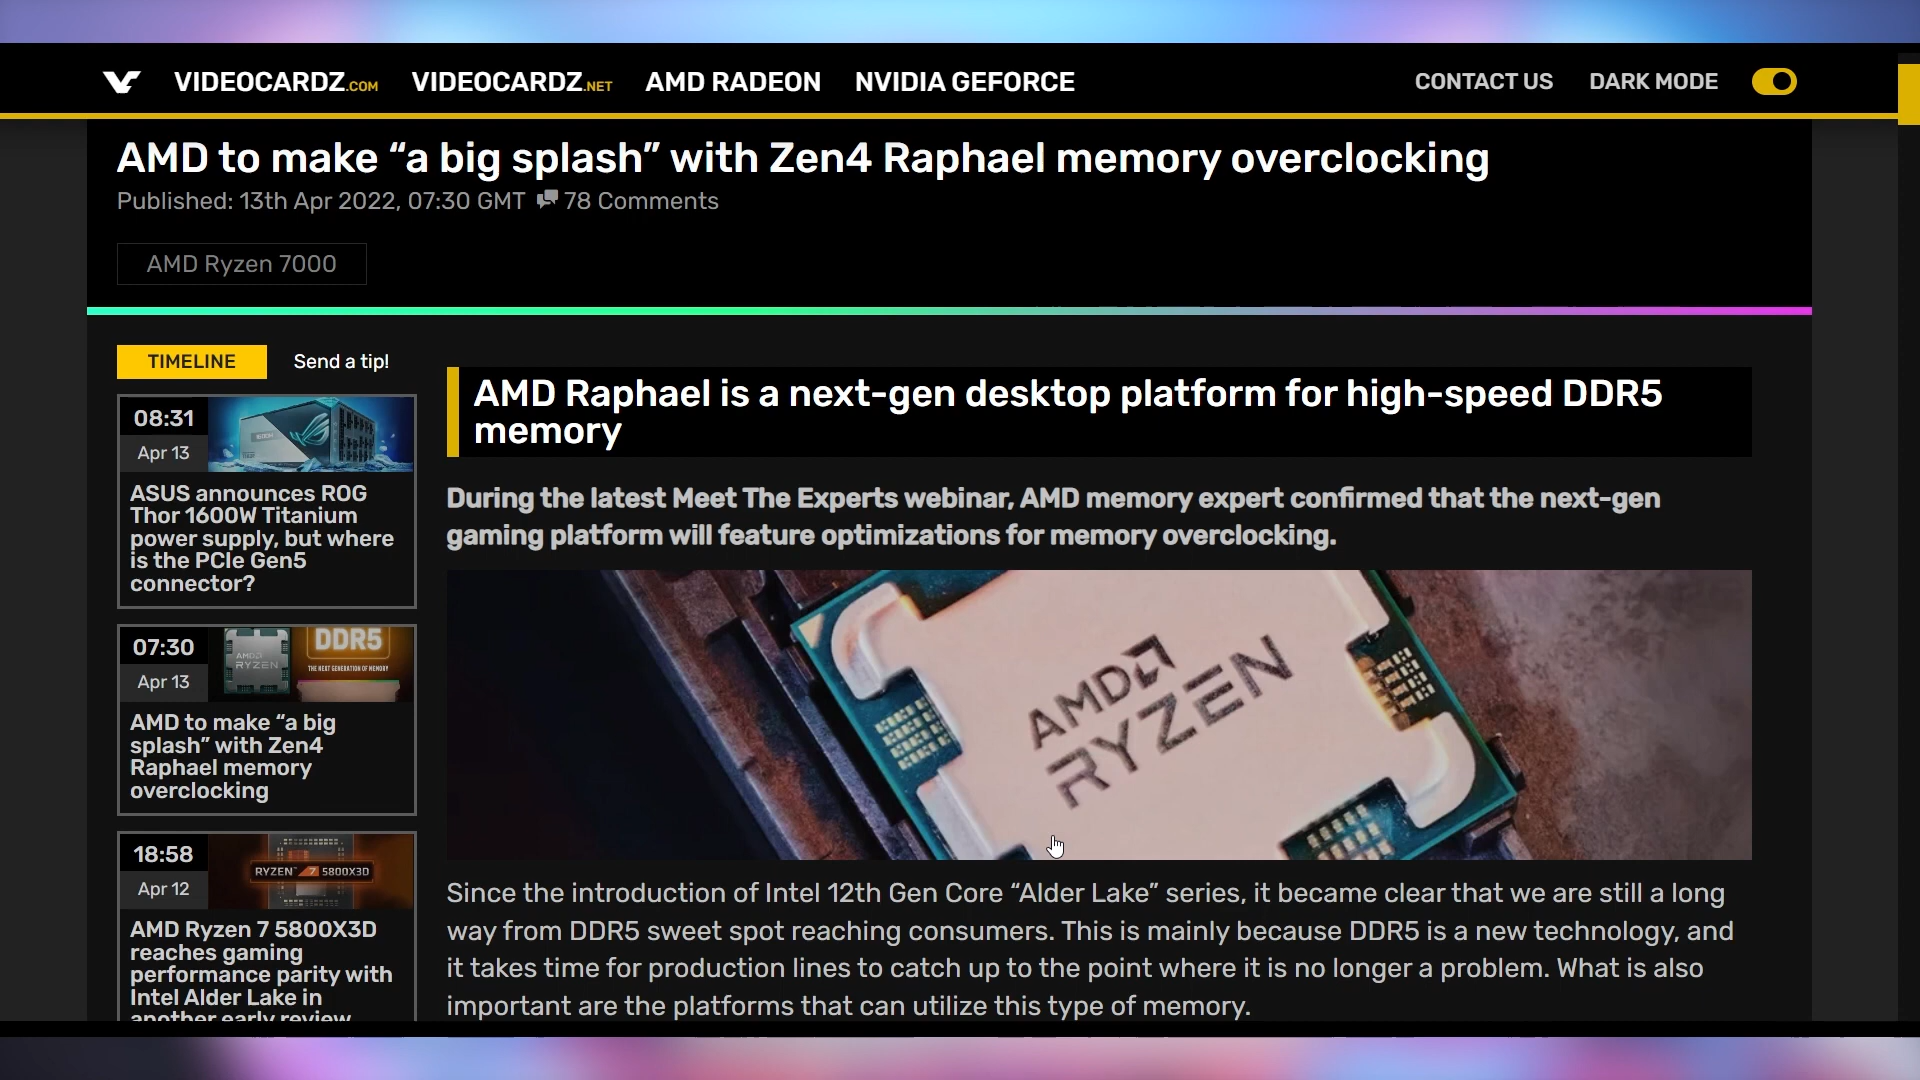 VIDEOCARDZ.COM VIDEOCARDZ.NET AMD RADEON NVIDIA GEFORCE CONTACT US DARK MODE
AMD to make “a big splash” with Zen4 Raphael memory overclocking
Published: 13th Apr 2022, 07:30 GMT 78 Comments
AMD Ryzen 7000
TIMELINE Send a tip!
08:31
Apr 13
ASUS announces ROG
Thor 1600W Titanium
power supply, but where
is the PCIe Gen5
connector?
07:30
Apr 13
AMD
RYZEN
DDR5
THE NEXT GENERATION OF MEMORY
AMD to make “a big
splash” with Zen4
Raphael memory
overclocking
18:58
Apr 12
RYZEN 7 5800X3D
AMD Ryzen 7 5800X3D
reaches gaming
performance parity with
Intel Alder Lake in
another early review
AMD Raphael is a next-gen desktop platform for high-speed DDR5
memory
During the latest Meet The Experts webinar, AMD memory expert confirmed that the next-gen
gaming platform will feature optimizations for memory overclocking.
AMD
RYZEN
Since the introduction of Intel 12th Gen Core “Alder Lake” series, it became clear that we are still a long
way from DDR5 sweet spot reaching consumers. This is mainly because DDR5 is a new technology, and
it takes time for production lines to catch up to the point where it is no longer a problem. What is also
important are the platforms that can utilize this type of memory.